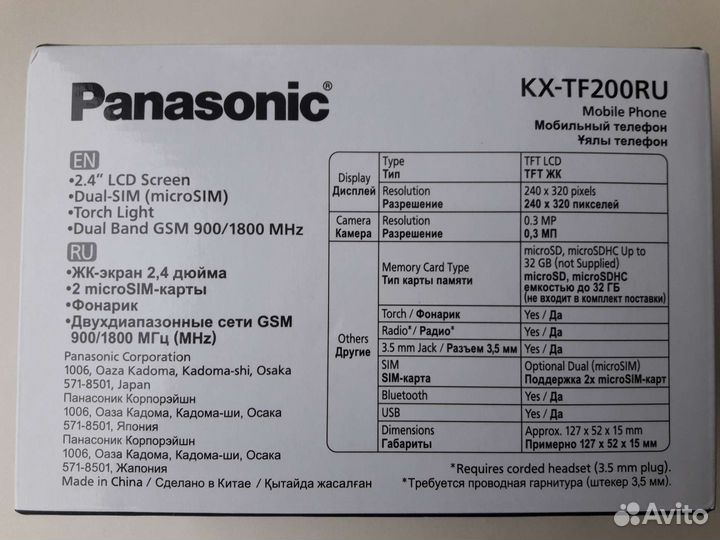 Panasonic®
KX-TF200RU
Mobile Phone
Мобильный телефон
Ұялы телефон
EN
•2.4” LCD Screen
•Dual-SIM (microSIM)
•Torch Light
•Dual Band GSM 900/1800 MHz
RU
•ЖК-экран 2,4 дюйма
•2 microSIM-карты
•Фонарик
•Двухдиапазонные сети GSM
900/1800 МГц (MHz)
Panasonic Corporation
1006, Oaza Kadoma, Kadoma-shi, Osaka
571-8501, Japan
Панасоник Корпорэйшн
1006, Оаза Кадома, Кадома-ши, Осака
571-8501, Япония
Панасоник Корпорэйшн
1006, Оаза Кадома, Кадома-ши, Осака
571-8501, Жапония
Made in China / Сделано в Китае / Қытайда жасалған
Display
Дисплей
Type
Тип
TFT LCD
TFT ЖК
Resolution
Разрешение
240 x 320 pixels
240 x 320 пикселей
Camera
Камера
Resolution
Разрешение
0.3 MP
0,3 МП
Others
Другие
Memory Card Type
Тип карты памяти
microSD, microSDHC Up to
32 GB (not Supplied)
microSD, microSDHC
емкостью до 32 ГБ
(не входит в комплект поставки)
Torch / Фонарик
Yes / Да
Radio*/ Радио*
Yes / Да
3.5 mm Jack / Разъем 3,5 мм
Yes / Да
SIM
SIM-карта
Optional Dual (microSIM)
Поддержка 2x microSIM-карт
Bluetooth
Yes / Да
USB
Yes / Да
Dimensions
Габариты
Approx. 127 x 52 x 15 mm
Примерно 127 x 52 x 15 мм
*Requires corded headset (3.5 mm plug).
*Требуется проводная гарнитура (штекер 3,5 мм).
Avito